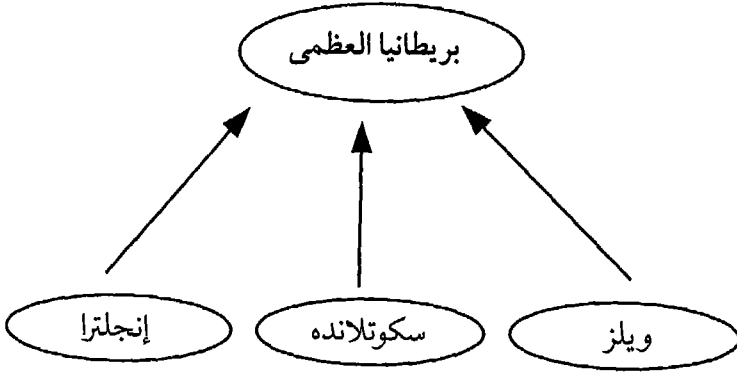 بريطانيا العظمى
ويلز
سكوتلانده
إنجلترا